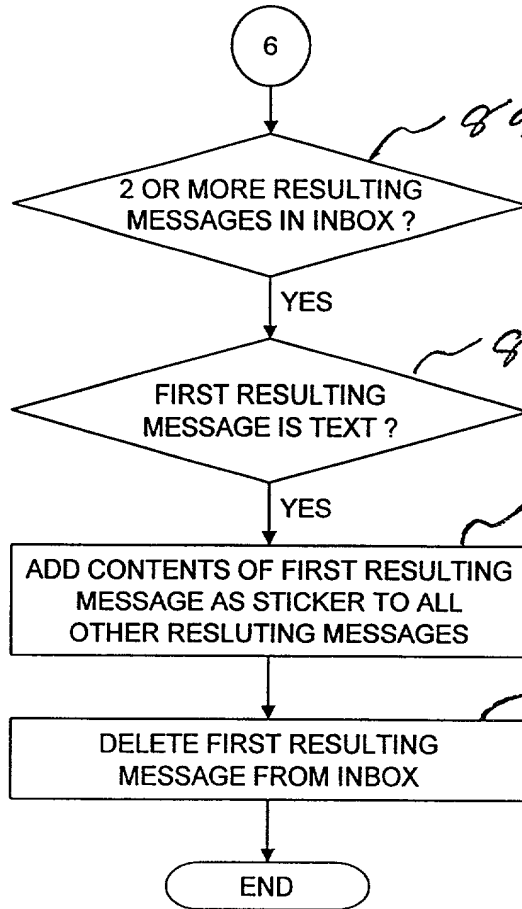 6
2 OR MORE RESULTING
MESSAGES IN INBOX ?
YES
FIRST RESULTING
MESSAGE IS TEXT ?
YES
ADD CONTENTS OF FIRST RESULTING
MESSAGE AS STICKER TO ALL
OTHER RESLUTING MESSAGES
DELETE FIRST RESULTING
MESSAGE FROM INBOX
END